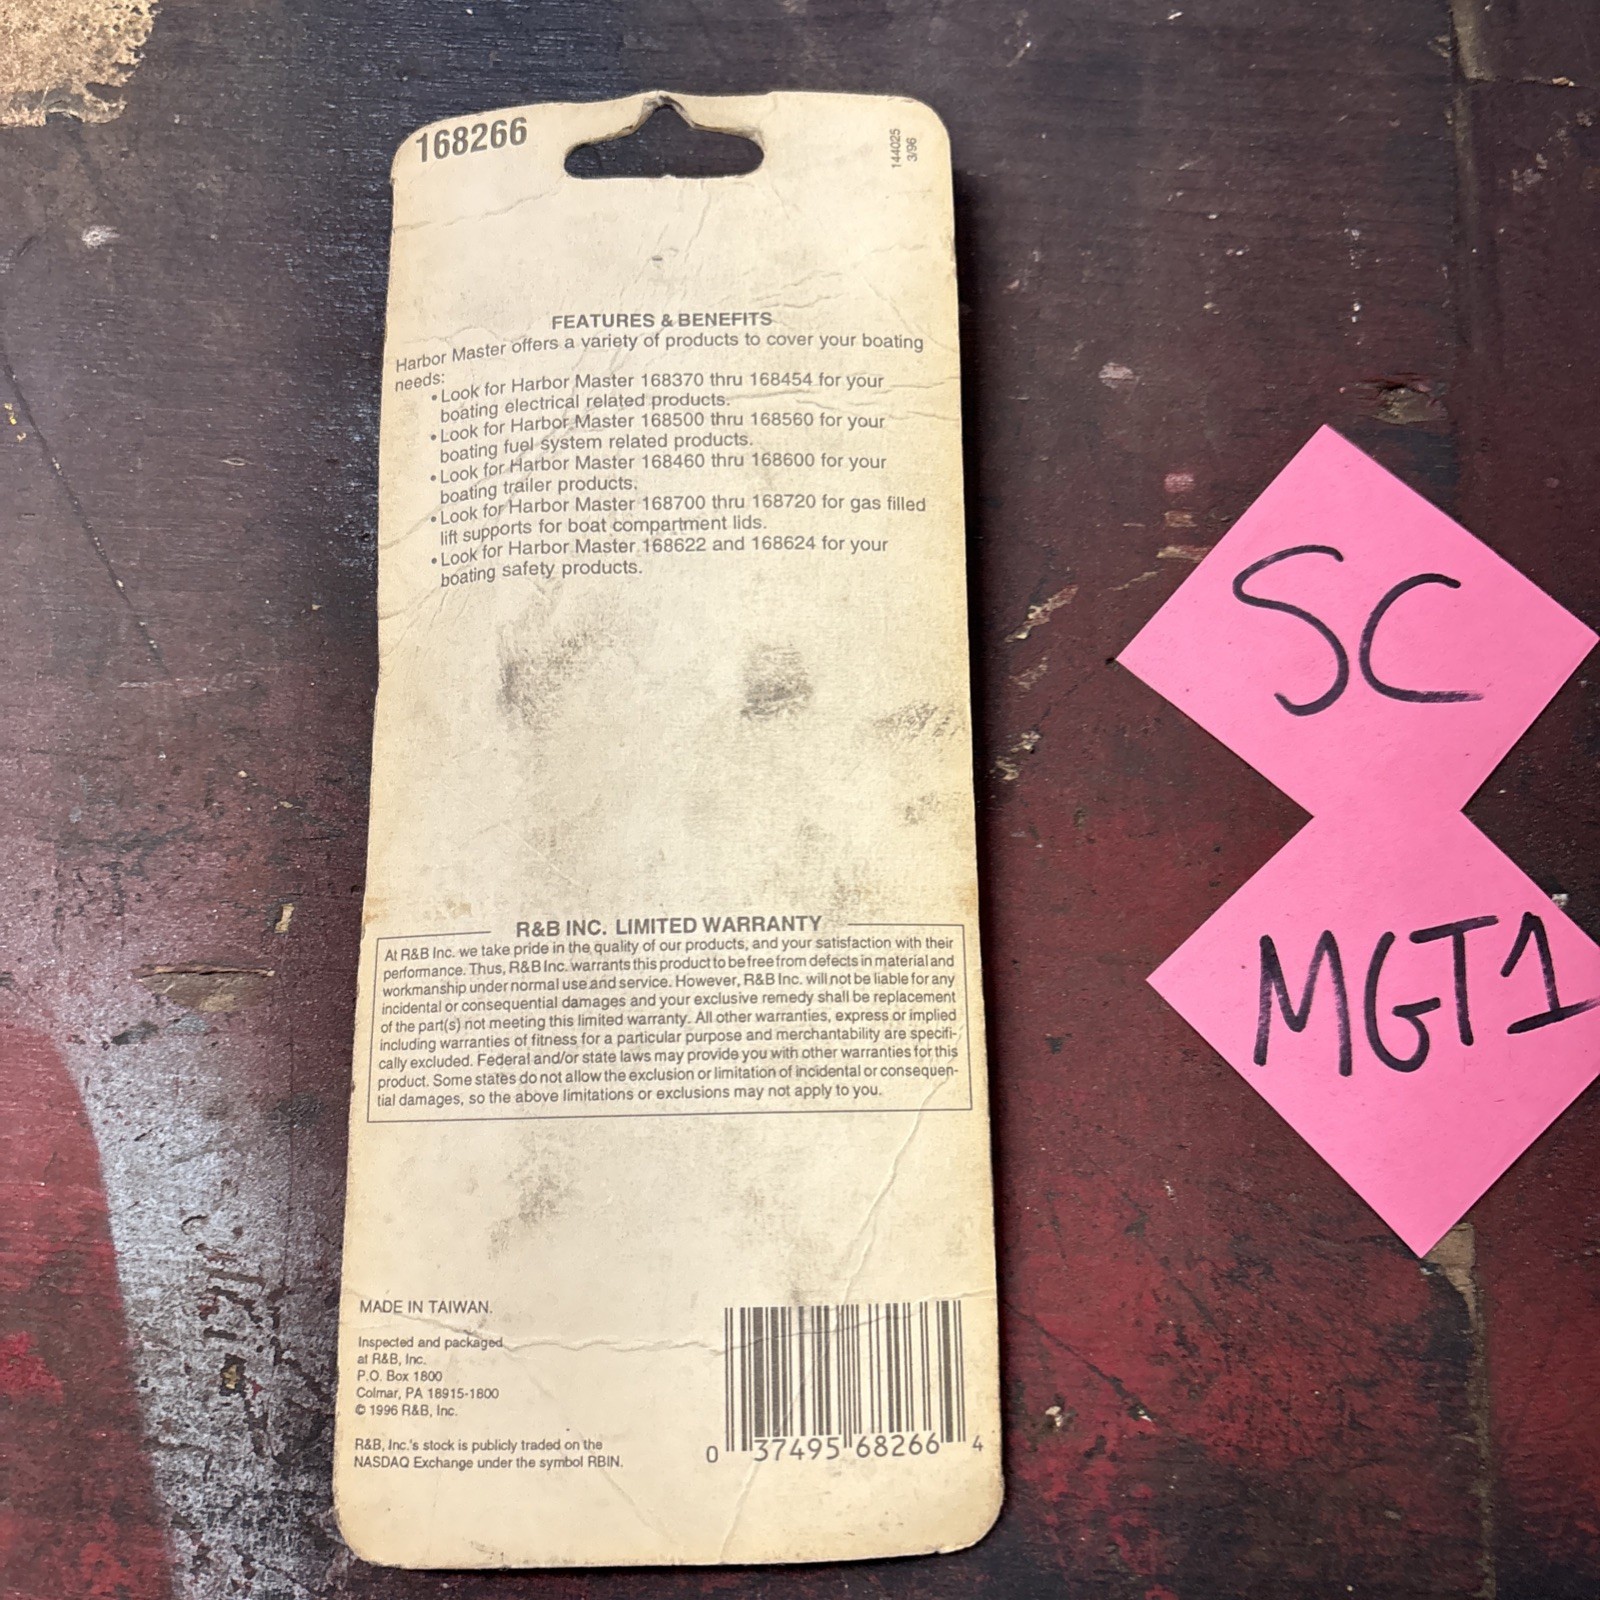 168266
144025
3/96
FEATURES & BENEFITS
Harbor Master offers a variety of products to cover your boating
needs:
• Look for Harbor Master 168370 thru 168454 for your
boating electrical related products.
• Look for Harbor Master 168500 thru 168560 for your
boating fuel system related products.
• Look for Harbor Master 168460 thru 168600 for your
boating trailer products.
• Look for Harbor Master 168700 thru 168720 for gas filled
lift supports for boat compartment lids.
• Look for Harbor Master 168622 and 168624 for your
boating safety products.
R&B INC. LIMITED WARRANTY
At R&B Inc. we take pride in the quality of our products, and your satisfaction with their
performance. Thus, R&B Inc. warrants this product to be free from defects in material and
workmanship under normal use and service. However, R&B Inc. will not be liable for any
incidental or consequential damages and your exclusive remedy shall be replacement
of the part(s) not meeting this limited warranty. All other warranties, express or implied
including warranties of fitness for a particular purpose and merchantability are specifi-
cally excluded. Federal and/or state laws may provide you with other warranties for this
product. Some states do not allow the exclusion or limitation of incidental or consequen-
tial damages, so the above limitations or exclusions may not apply to you.
MADE IN TAIWAN.
Inspected and packaged
at R&B, Inc.
P.O. Box 1800
Colmar, PA 18915-1800
© 1996 R&B, Inc.
R&B, Inc.'s stock is publicly traded on the
NASDAQ Exchange under the symbol RBIN.
0 37495 68266 4
SC
MGT1